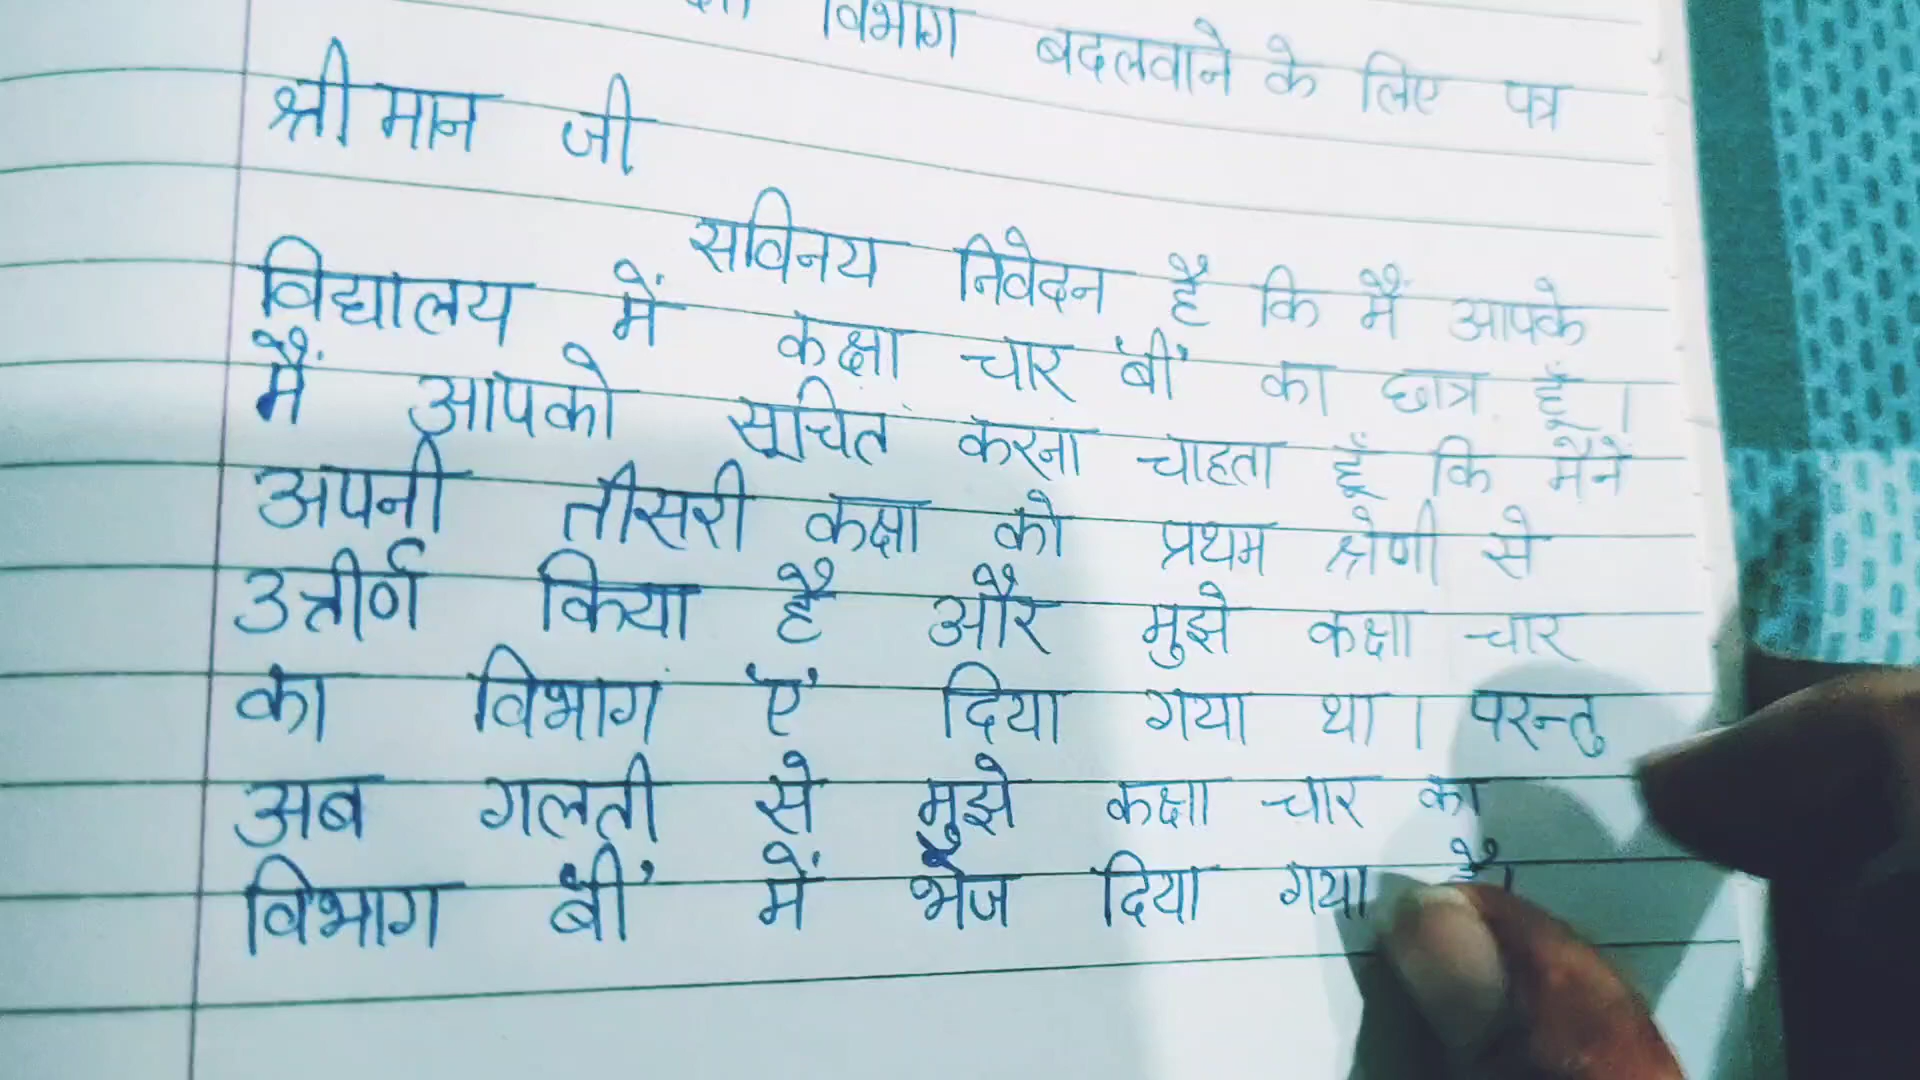 विभाग बदलवाने के लिए पत्र
श्री मान जी
सविनय निवेदन है कि मैं आपके
विद्यालय में कक्षा चार 'बी' का छात्र हूँ।
मैं आपको सूचित करना चाहता हूँ कि मैंने
अपनी तीसरी कक्षा को प्रथम श्रेणी से
उत्तीर्ण किया है और मुझे कक्षा चार
का विभाग 'ए' दिया गया था। परन्तु
अब गलती से मुझे कक्षा चार का
विभाग 'बी' में भेज दिया गया है।